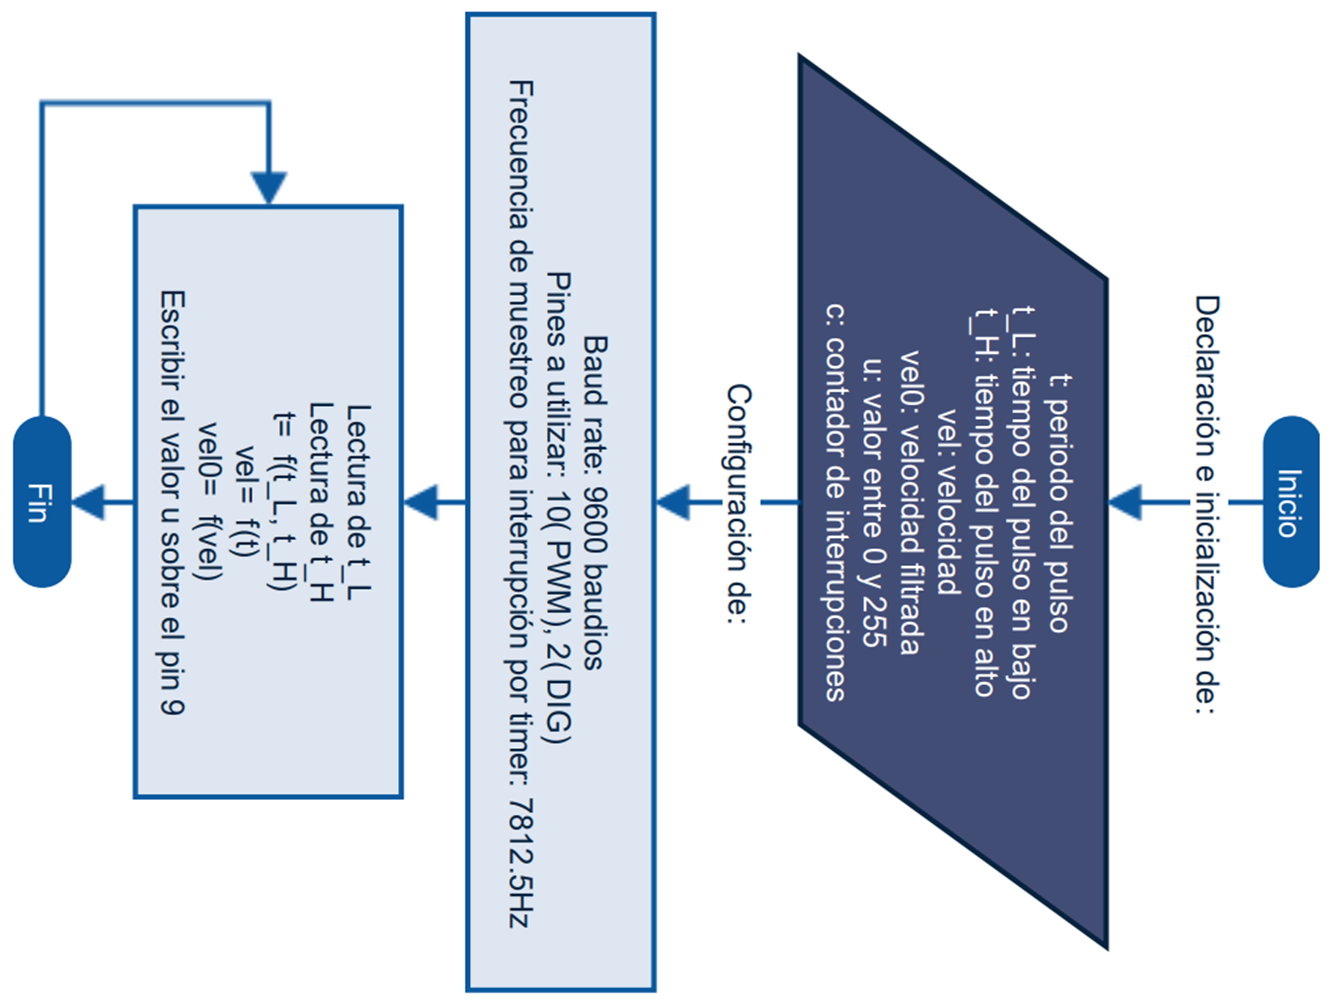 Inicio
Declaración e inicialización de:
t: periodo del pulso
t_L: tiempo del pulso en bajo
t_H: tiempo del pulso en alto
vel: velocidad
vel0: velocidad filtrada
u: valor entre 0 y 255
c: contador de interrupciones
Configuración de:
Baud rate: 9600 baudios
Pines a utilizar: 10( PWM), 2( DIG)
Frecuencia de muestreo para interrupción por timer: 7812.5Hz
Lectura de t_L
Lectura de t_H
t= f(t_L, t_H)
vel= f(t)
vel0= f(vel)
Escribir el valor u sobre el pin 9
Fin